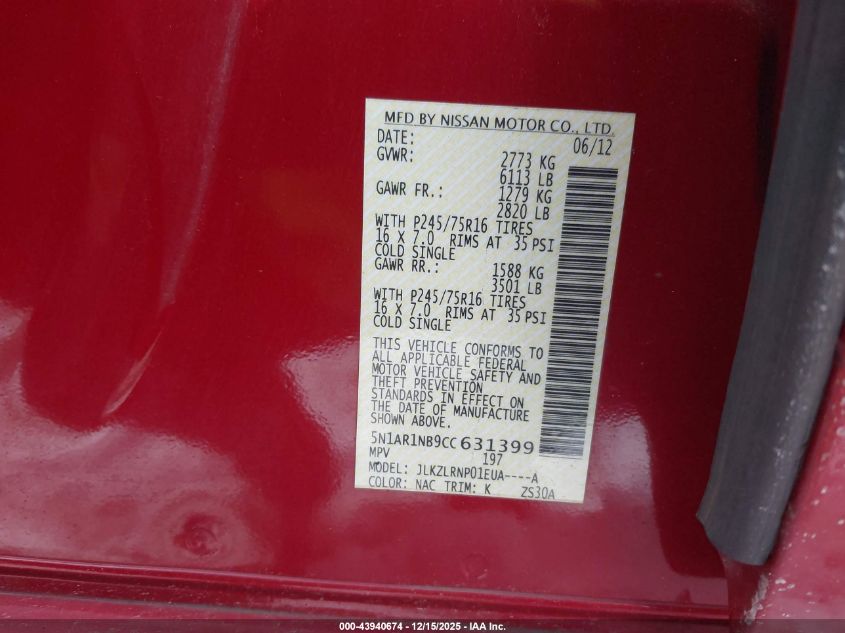 MFD BY NISSAN MOTOR CO., LTD.
DATE: 06/12
GVWR: 2773 KG
6113 LB
GAWR FR.: 1279 KG
2820 LB
WITH P245/75R16 TIRES
16 X 7.0 RIMS AT 35 PSI
COLD SINGLE
GAWR RR.: 1588 KG
3501 LB
WITH P245/75R16 TIRES
16 X 7.0 RIMS AT 35 PSI
COLD SINGLE
THIS VEHICLE CONFORMS TO
ALL APPLICABLE FEDERAL
MOTOR VEHICLE SAFETY AND
THEFT PREVENTION
STANDARDS IN EFFECT ON
THE DATE OF MANUFACTURE
SHOWN ABOVE.
5N1AR1NB9CC631399
MPV 197
MODEL: JLKZLRNP01EUA----A
COLOR: NAC TRIM: K ZS30A
000-43940674 - 12/15/2025 - IAA Inc.